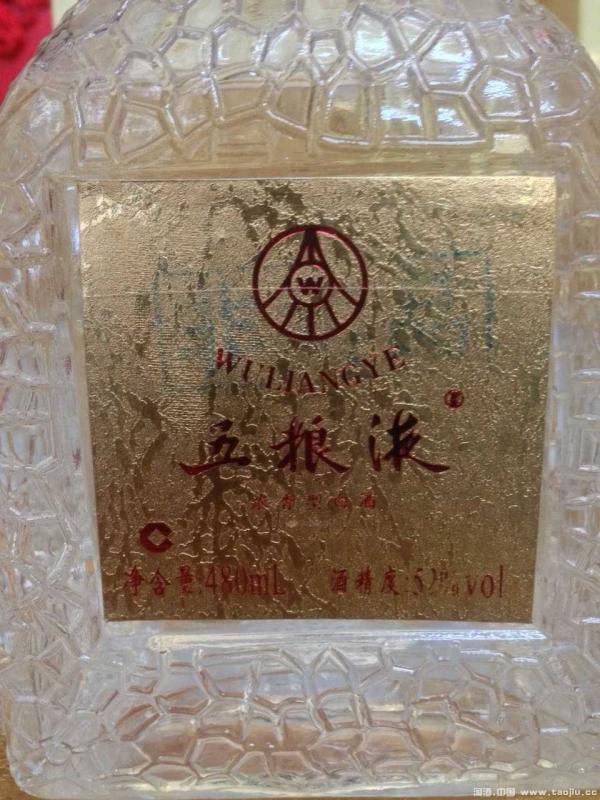 W
WULIANGYE
五粮液
浓香型白酒
净含量:480mL 酒精度:52%vol
淘酒.中国 www.taojiu.cc